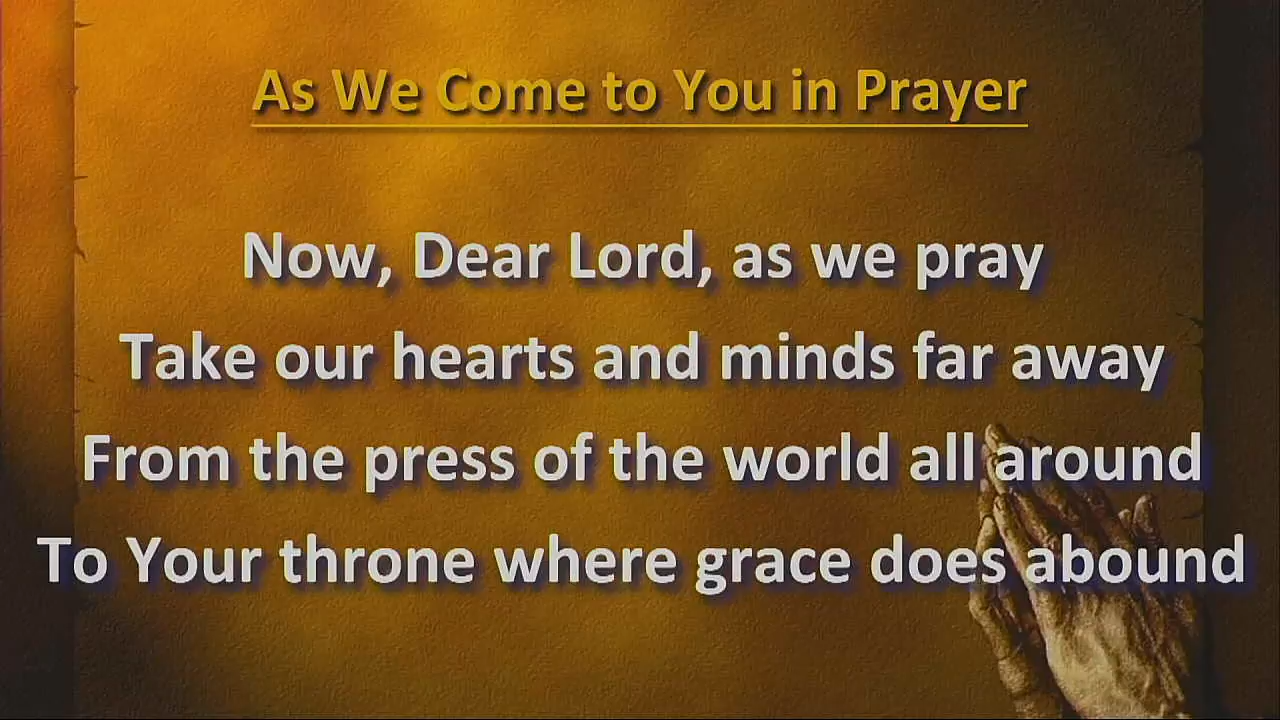 As We Come to You in Prayer
Now, Dear Lord, as we pray
Take our hearts and minds far away
From the press of the world all around
To Your throne where grace does abound